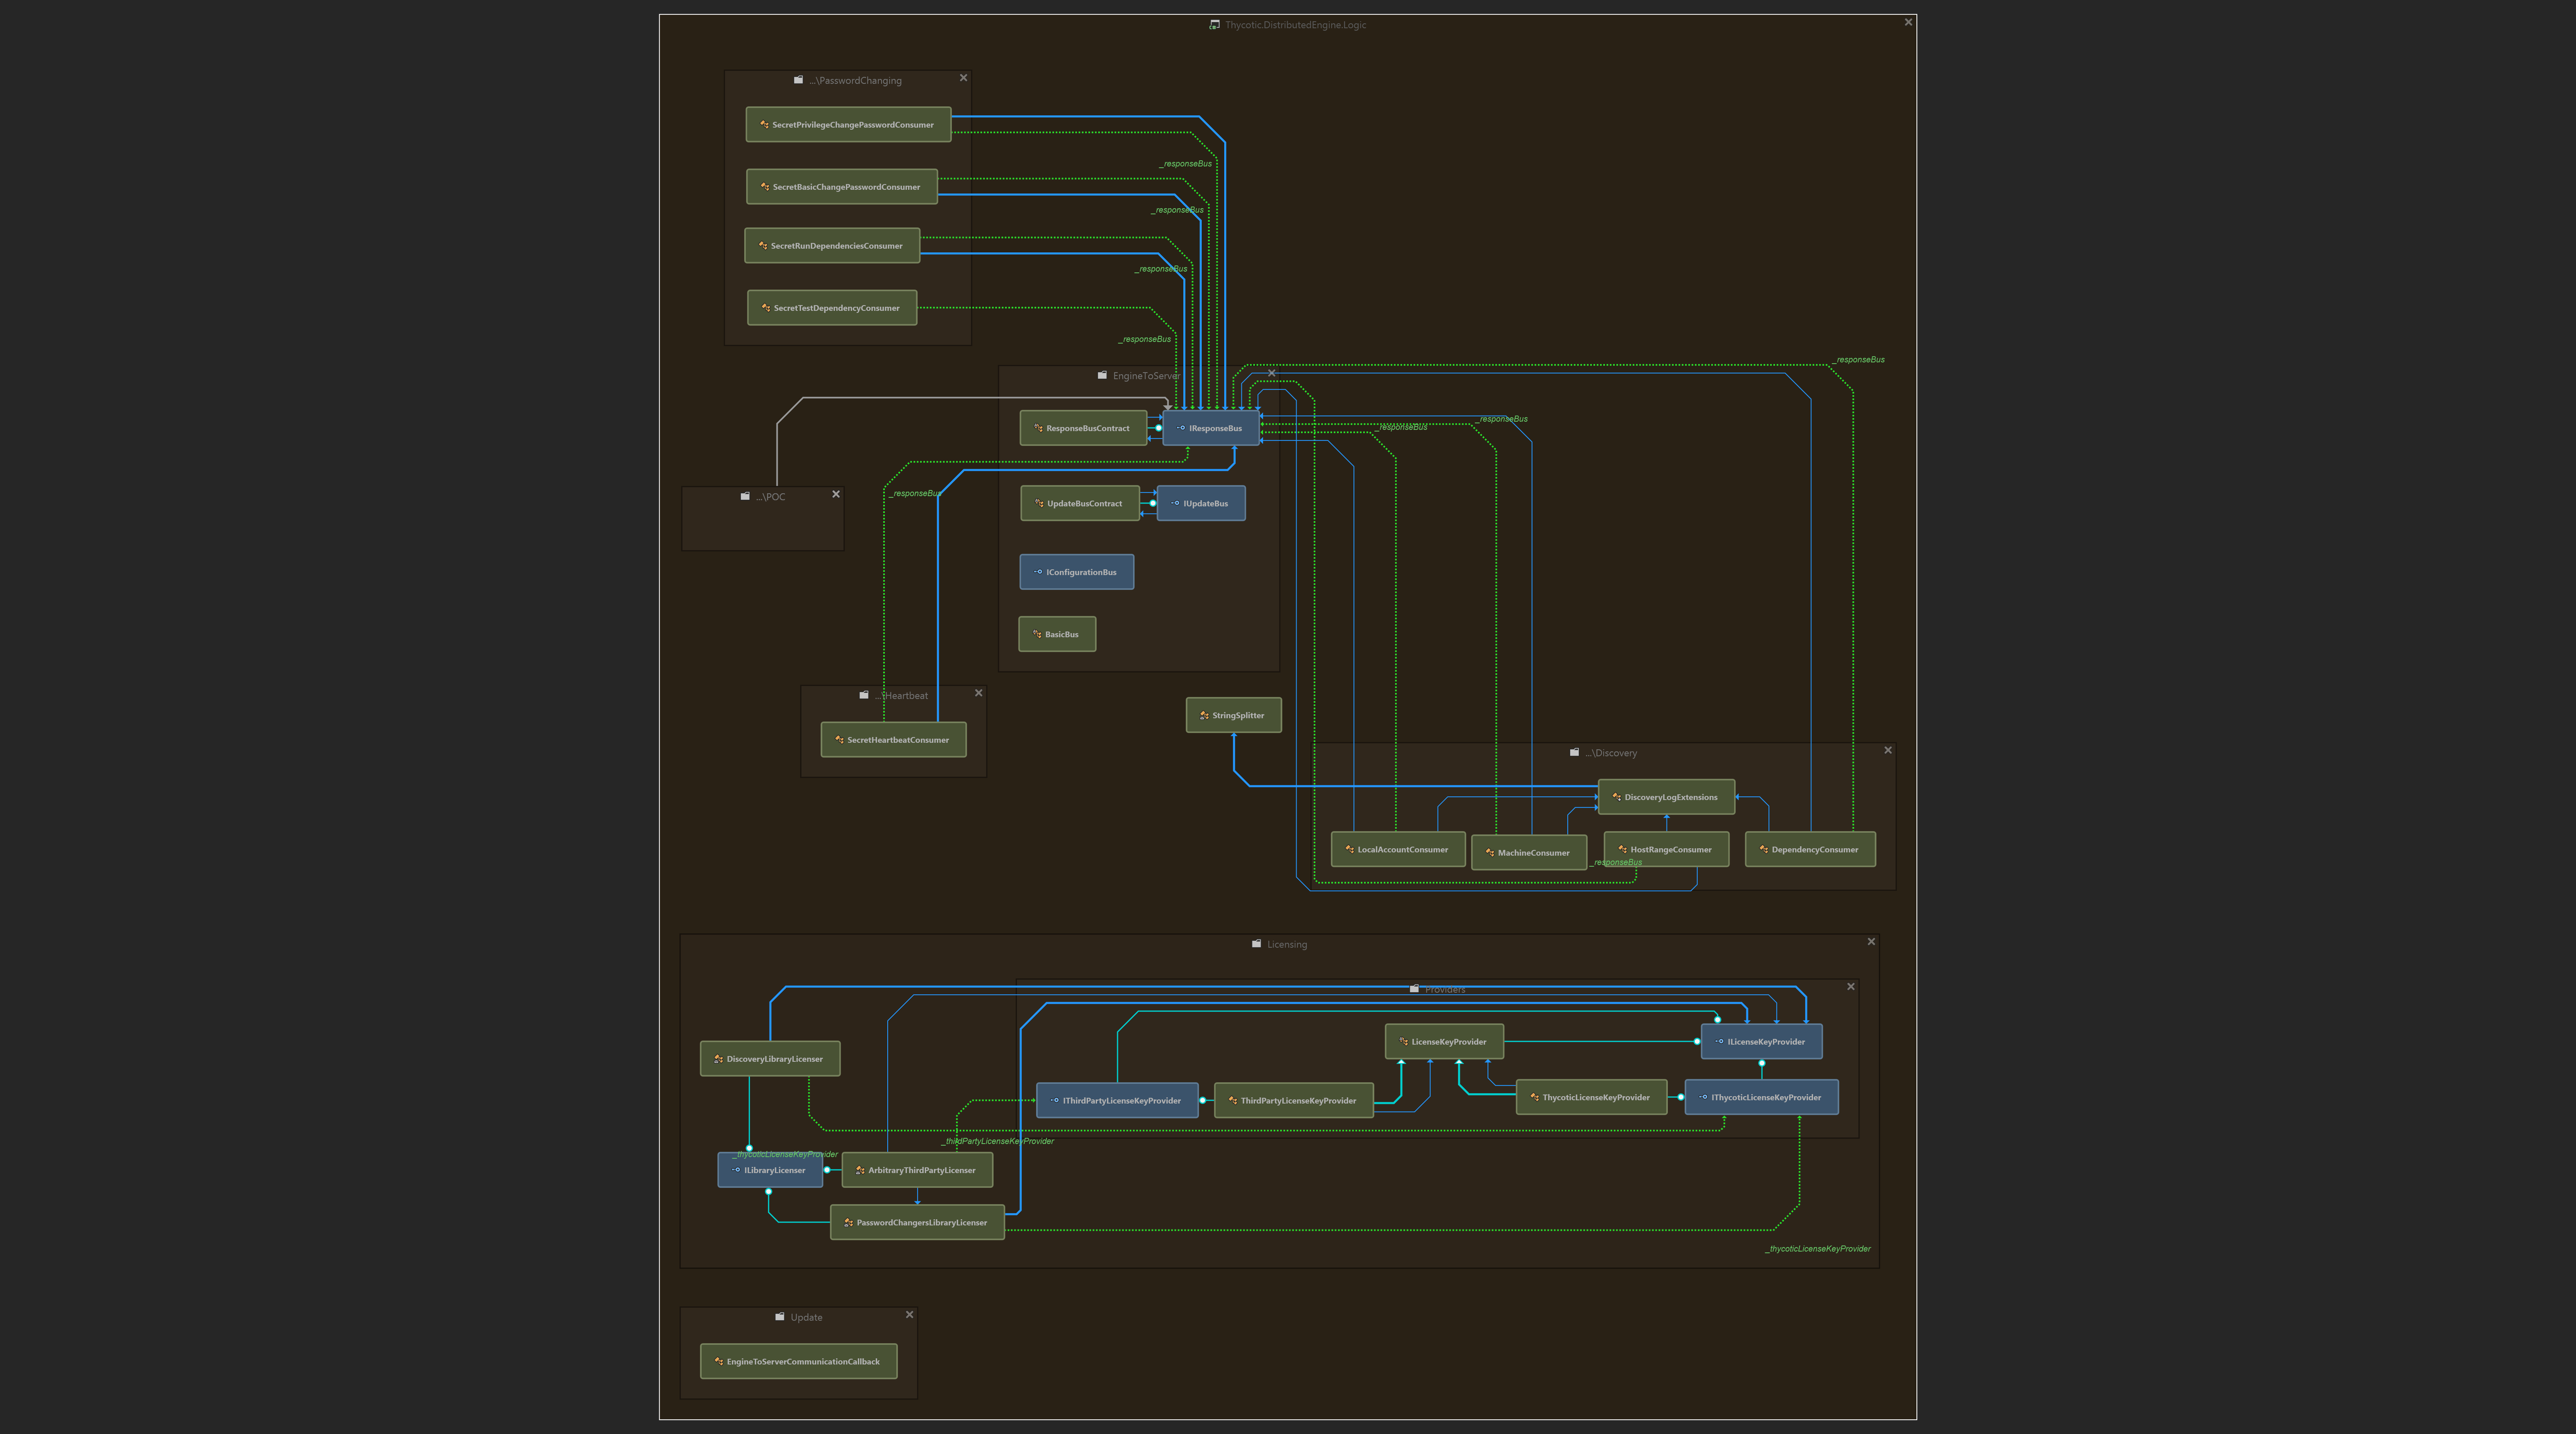 Thycotic.DistributedEngine.Logic
...\PasswordChanging
SecretPrivilegeChangePasswordConsumer
_responseBus
SecretBasicChangePasswordConsumer
_responseBus
SecretRunDependenciesConsumer
_responseBus
SecretTestDependencyConsumer
_responseBus
_responseBus
EngineToServer
_responseBus
_responseBus
ResponseBusContract
IResponseBus
...\POC
_responseBus
UpdateBusContract
IUpdateBus
IConfigurationBus
BasicBus
...\Heartbeat
SecretHeartbeatConsumer
StringSplitter
...\Discovery
DiscoveryLogExtensions
LocalAccountConsumer
MachineConsumer
HostRangeConsumer
DependencyConsumer
_responseBus
Licensing
Providers
LicenseKeyProvider
ILicenseKeyProvider
DiscoveryLibraryLicenser
IThirdPartyLicenseKeyProvider
ThirdPartyLicenseKeyProvider
ThycoticLicenseKeyProvider
IThycoticLicenseKeyProvider
_thirdPartyLicenseKeyProvider
_thycoticLicenseKeyProvider
ILibraryLicenser
ArbitraryThirdPartyLicenser
PasswordChangersLibraryLicenser
_thycoticLicenseKeyProvider
Update
EngineToServerCommunicationCallback